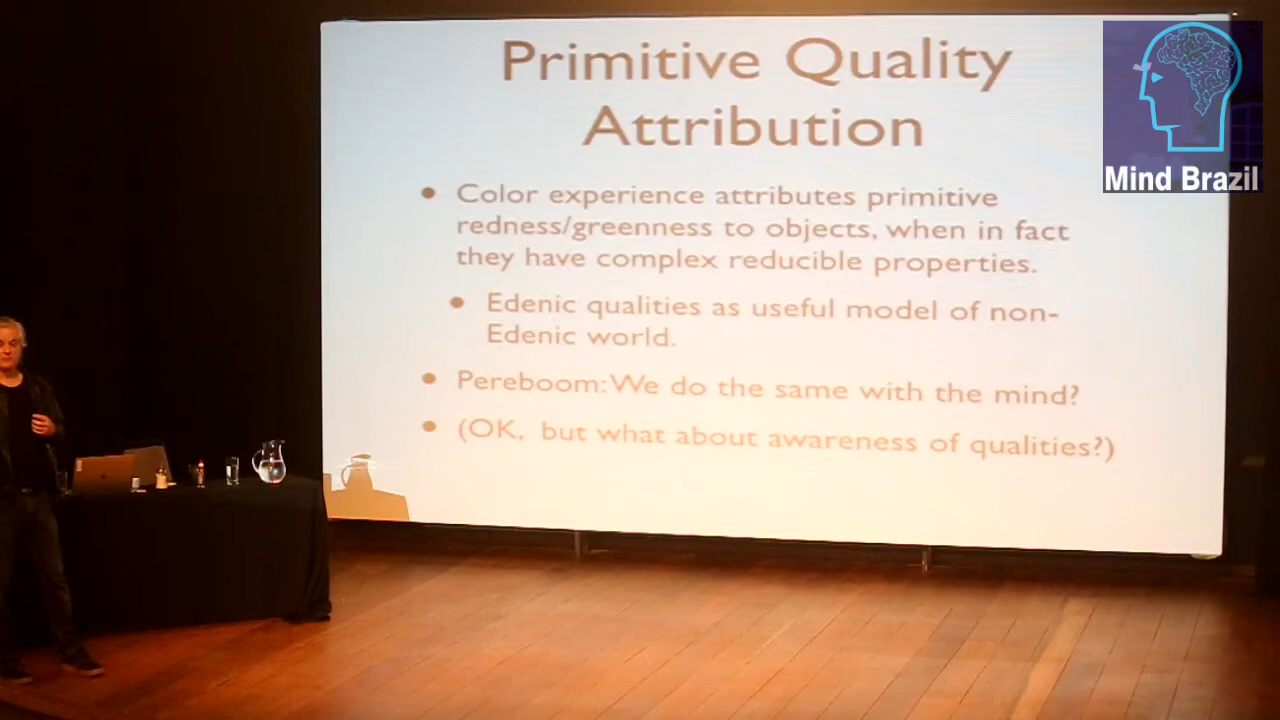 Primitive Quality
Attribution
• Color experience attributes primitive
redness/greenness to objects, when in fact
they have complex reducible properties.
• Edenic qualities as useful model of non-
Edenic world.
• Pereboom: We do the same with the mind?
• (OK, but what about awareness of qualities?)
Mind Brazil